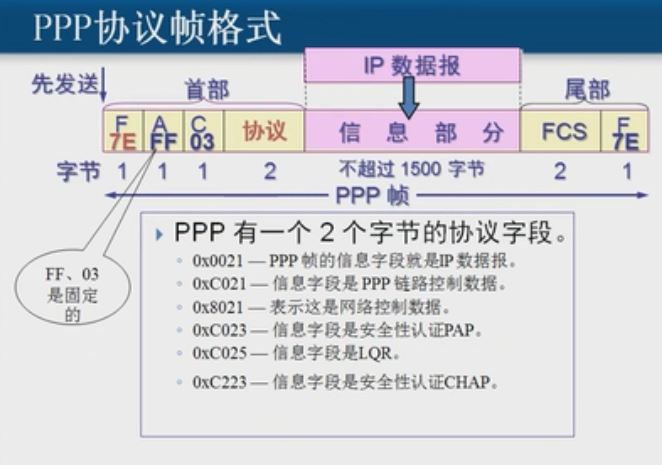 PPP协议帧格式
IP 数据报
先发送
首部
尾部
F
7E
A
FF
C
03
协议
信 息 部 分
FCS
F
7E
字节 1 1 1 2 不超过 1500 字节 2 1
PPP 帧
FF、03
是固定
的
PPP 有一个 2 个字节的协议字段。
0x0021 — PPP 帧的信息字段就是IP 数据报。
0xC021 — 信息字段是 PPP 链路控制数据。
0x8021 — 表示这是网络控制数据。
0xC023 — 信息字段是安全性认证PAP。
0xC025 — 信息字段是LQR。
0xC223 — 信息字段是安全性认证CHAP。